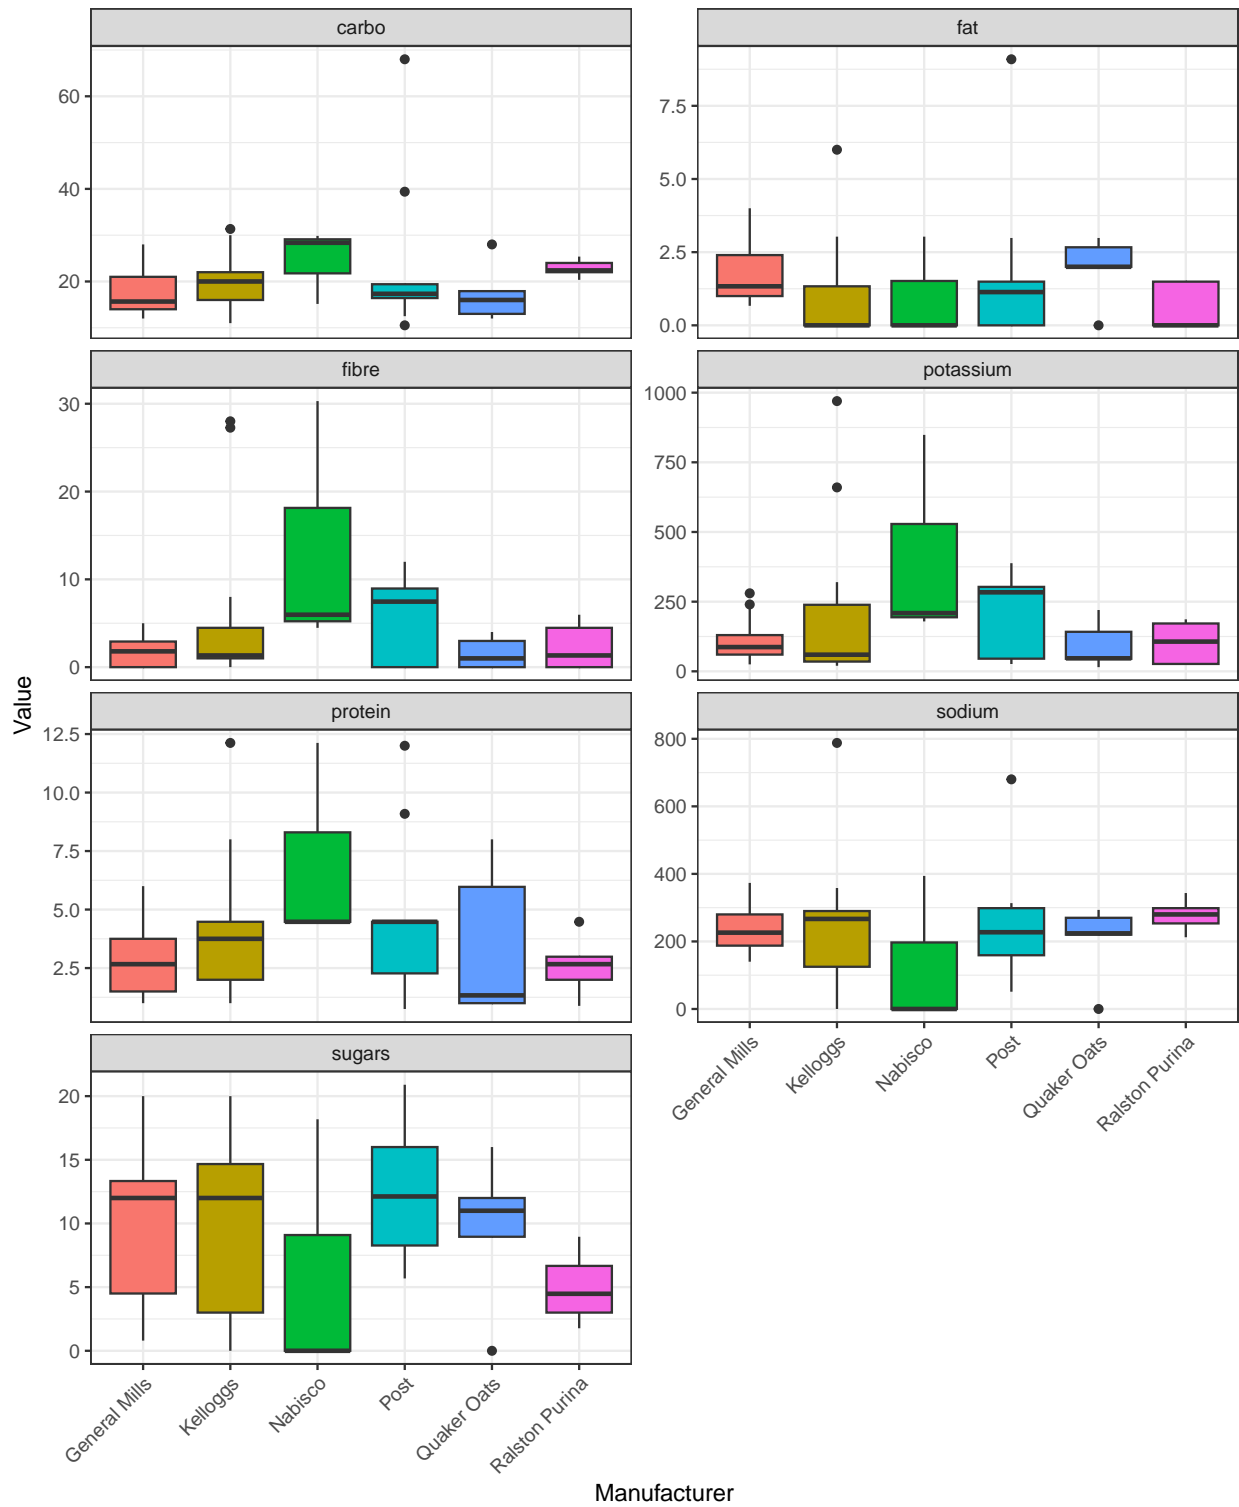 carbo
60
40
20
fat
7.5
5.0
2.5
0.0
fibre
30
20
10
0
potassium
1000
750
500
250
0
protein
12.5
10.0
7.5
5.0
2.5
sodium
800
600
400
200
0
General Mills
Kelloggs
Nabisco
Post
Quaker Oats
Ralston Purina
sugars
20
15
10
5
0
General Mills
Kelloggs
Nabisco
Post
Quaker Oats
Ralston Purina
Value
Manufacturer